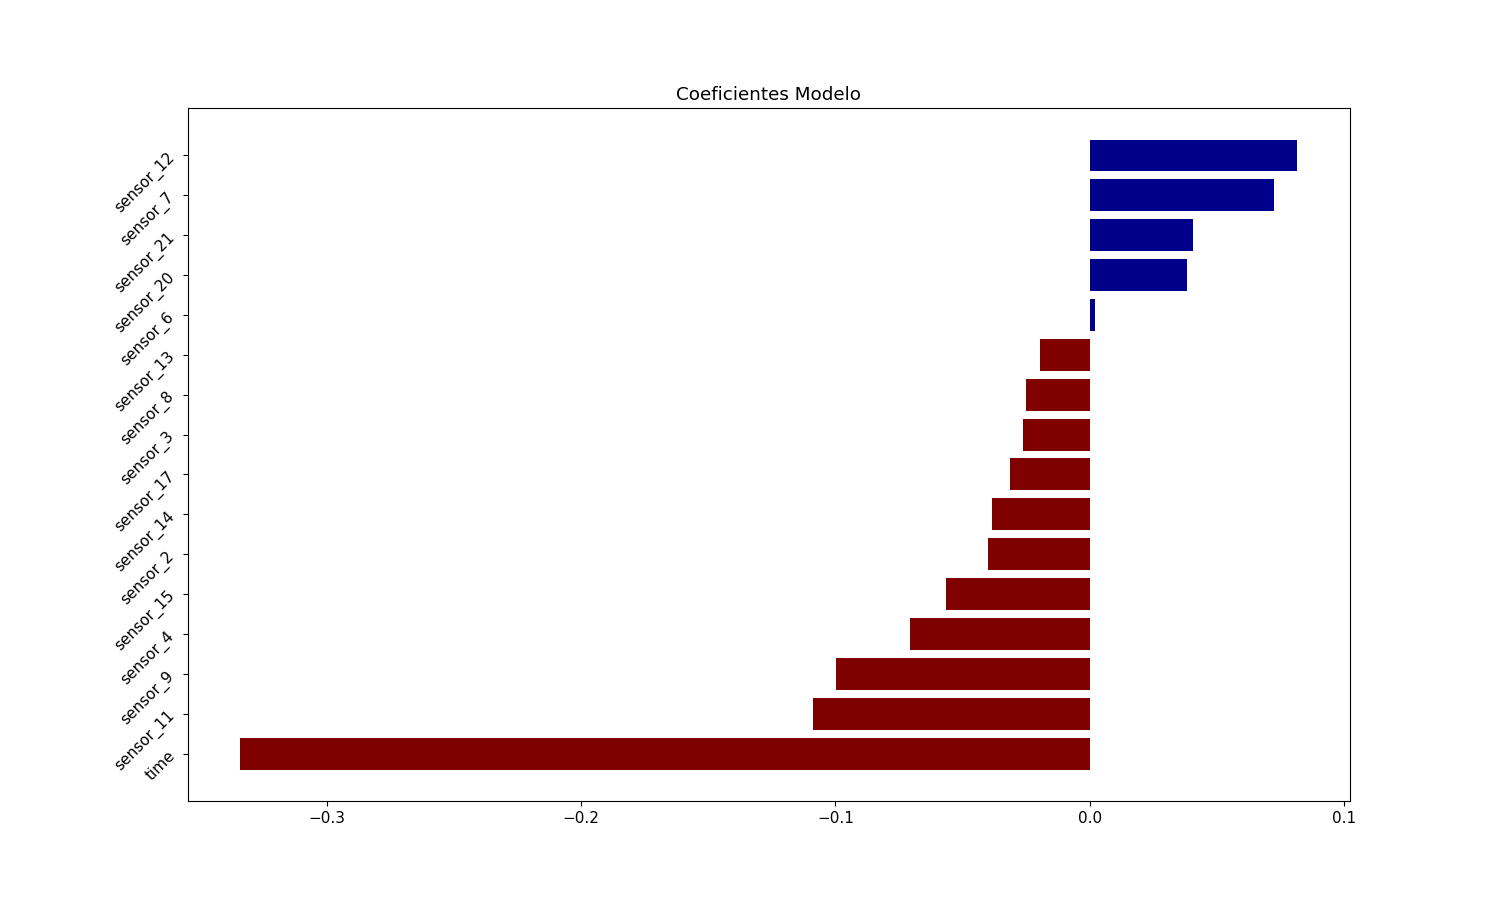 Coeficientes Modelo
sensor_12
sensor_7
sensor_21
sensor_20
sensor_6
sensor_13
sensor_8
sensor_3
sensor_17
sensor_14
sensor_2
sensor_15
sensor_4
sensor_9
sensor_11
time
−0.3 −0.2 −0.1 0.0 0.1